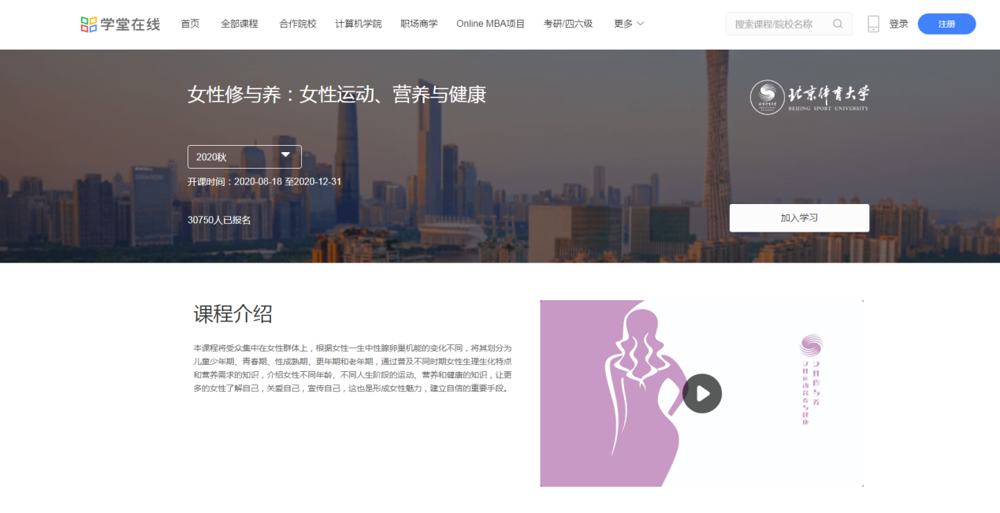 学堂在线
首页 全部课程 合作院校 计算机学院 职场商学 Online MBA项目 考研/四六级 更多
搜索课程/院校名称
登录
注册
女性修与养：女性运动、营养与健康
北京体育大学
BEIJING SPORT UNIVERSITY
2020秋
开课时间：2020-08-18 至2020-12-31
30750人已报名
加入学习
课程介绍
本课程将受众集中在女性群体上，根据女性一生中性腺卵巢机能的变化不同，将其划分为
儿童少年期、青春期、性成熟期、更年期和老年期，通过普及不同时期女性生理生化特点
和营养需求的知识，介绍女性不同年龄、不同人生阶段的运动、营养和健康的知识，让更
多的女性了解自己，关爱自己，宣传自己，这也是形成女性魅力，建立自信的重要手段。
女性修与养
女性运动营养与健康